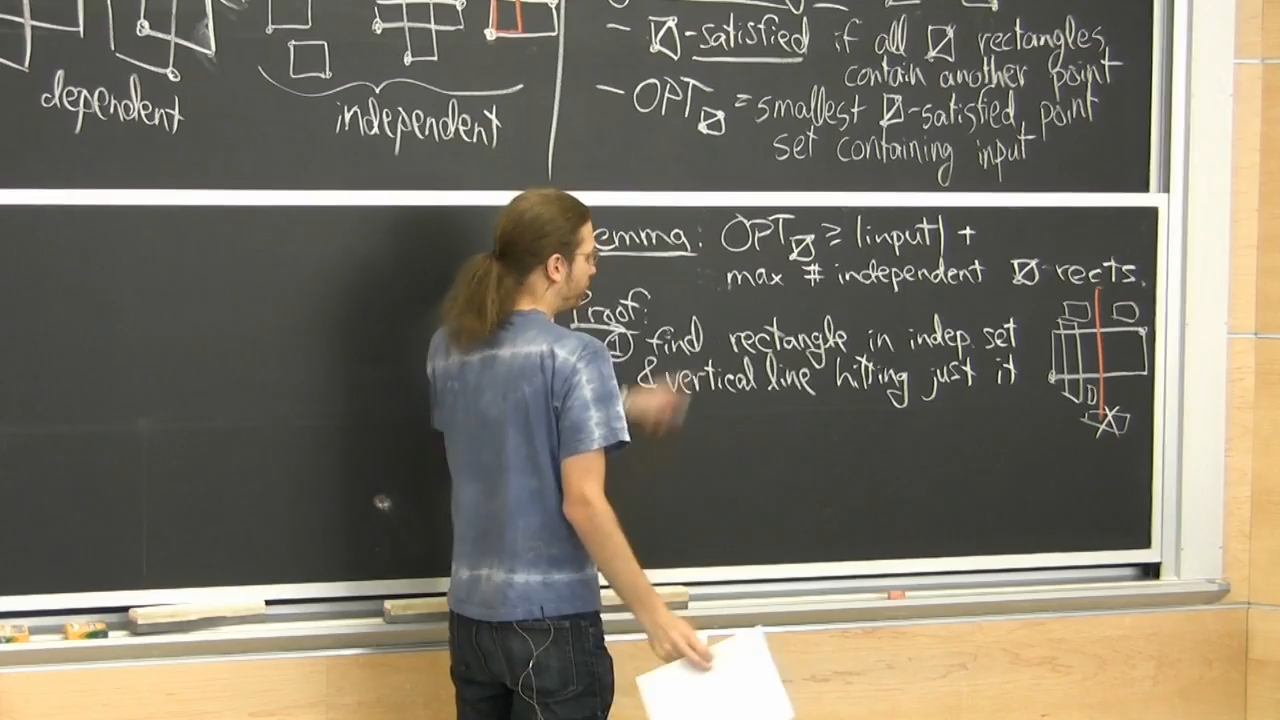 dependent
independent
– ⧄-satisfied if all ⧄ rectangles
contain another point
– OPT⧄ = smallest ⧄-satisfied point
set containing input
emma: OPT⧄ ≥ |input| +
max # independent ⧄-rects.
Proof:
① find rectangle in indep. set
& vertical line hitting just it